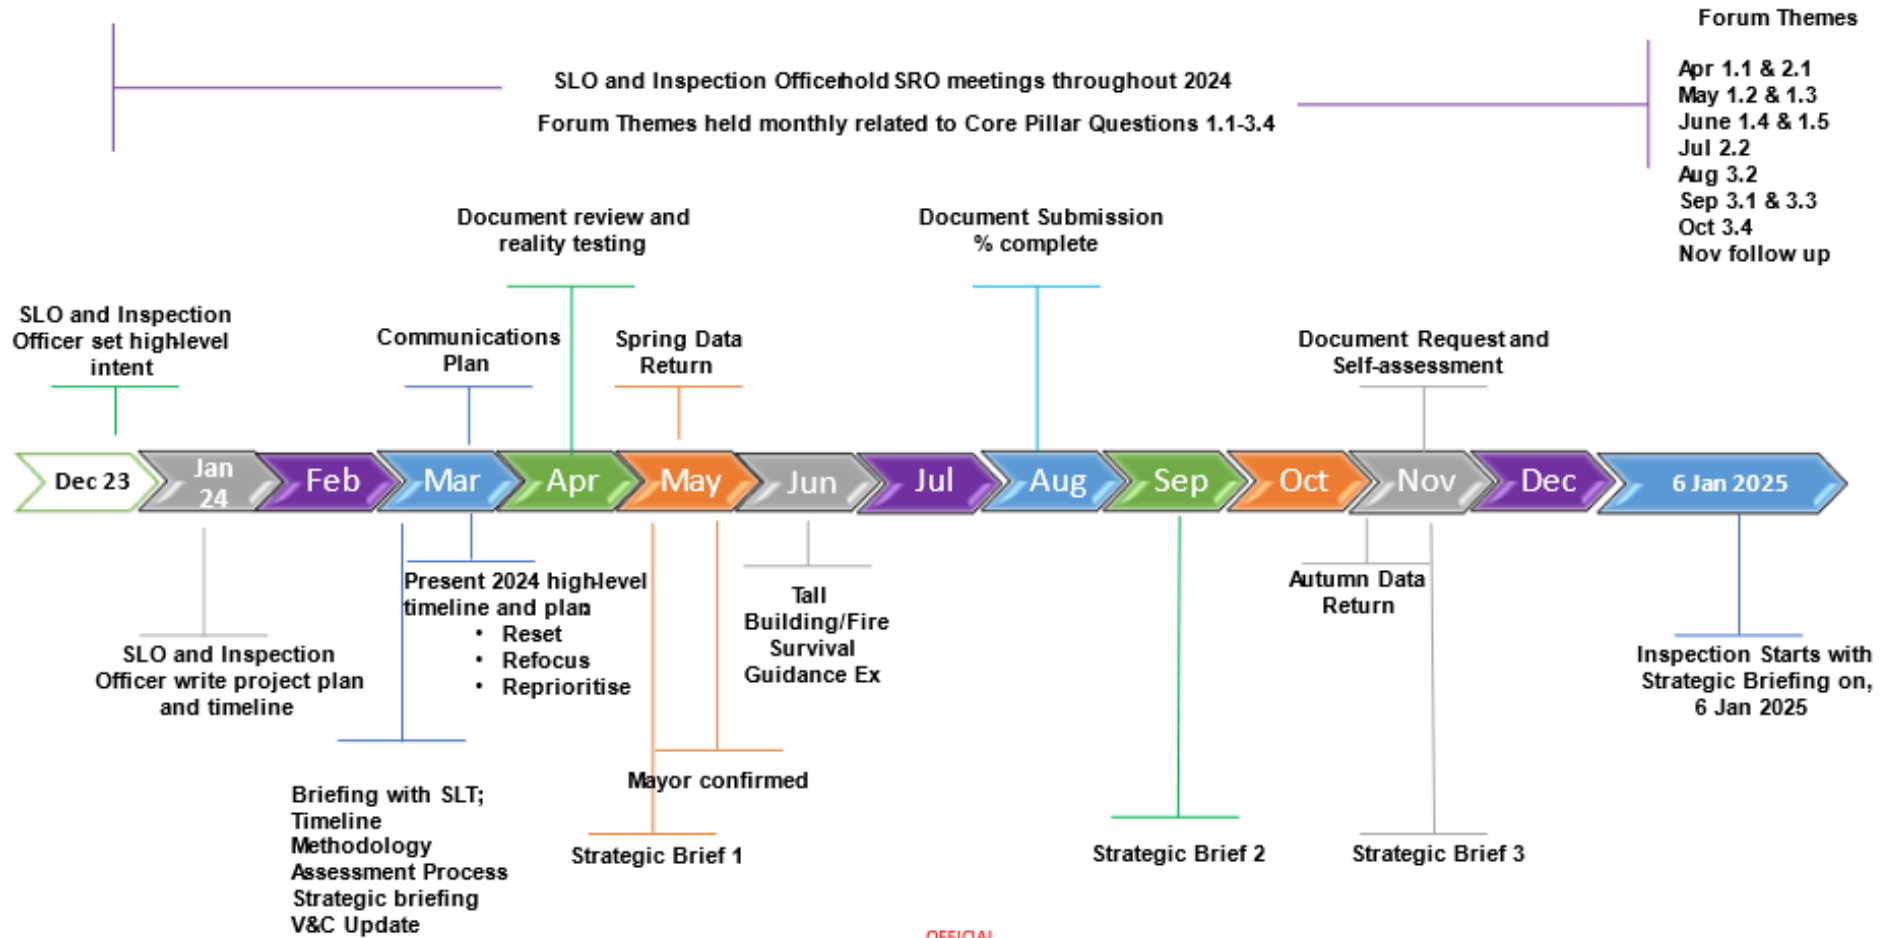 Forum Themes
SLO and Inspection Officerhold SRO meetings throughout 2024
Forum Themes held monthly related to Core Pillar Questions 1.1-3.4
Apr 1.1 & 2.1
May 1.2 & 1.3
June 1.4 & 1.5
Jul 2.2
Aug 3.2
Sep 3.1 & 3.3
Oct 3.4
Nov follow up
SLO and Inspection
Officer set high-level
intent
Communications
Plan
Document review and
reality testing
Spring Data
Return
Document Submission
% complete
Document Request and
Self-assessment
Dec 23
Jan
24
Feb
Mar
Apr
May
Jun
Jul
Aug
Sep
Oct
Nov
Dec
6 Jan 2025
SLO and Inspection
Officer write project plan
and timeline
Briefing with SLT;
Timeline
Methodology
Assessment Process
Strategic briefing
V&C Update
Present 2024 high-level
timeline and plan:
• Reset
• Refocus
• Reprioritise
Strategic Brief 1
Mayor confirmed
Tall
Building/Fire
Survival
Guidance Ex
Strategic Brief 2
Autumn Data
Return
Strategic Brief 3
Inspection Starts with
Strategic Briefing on,
6 Jan 2025
OFFICIAL